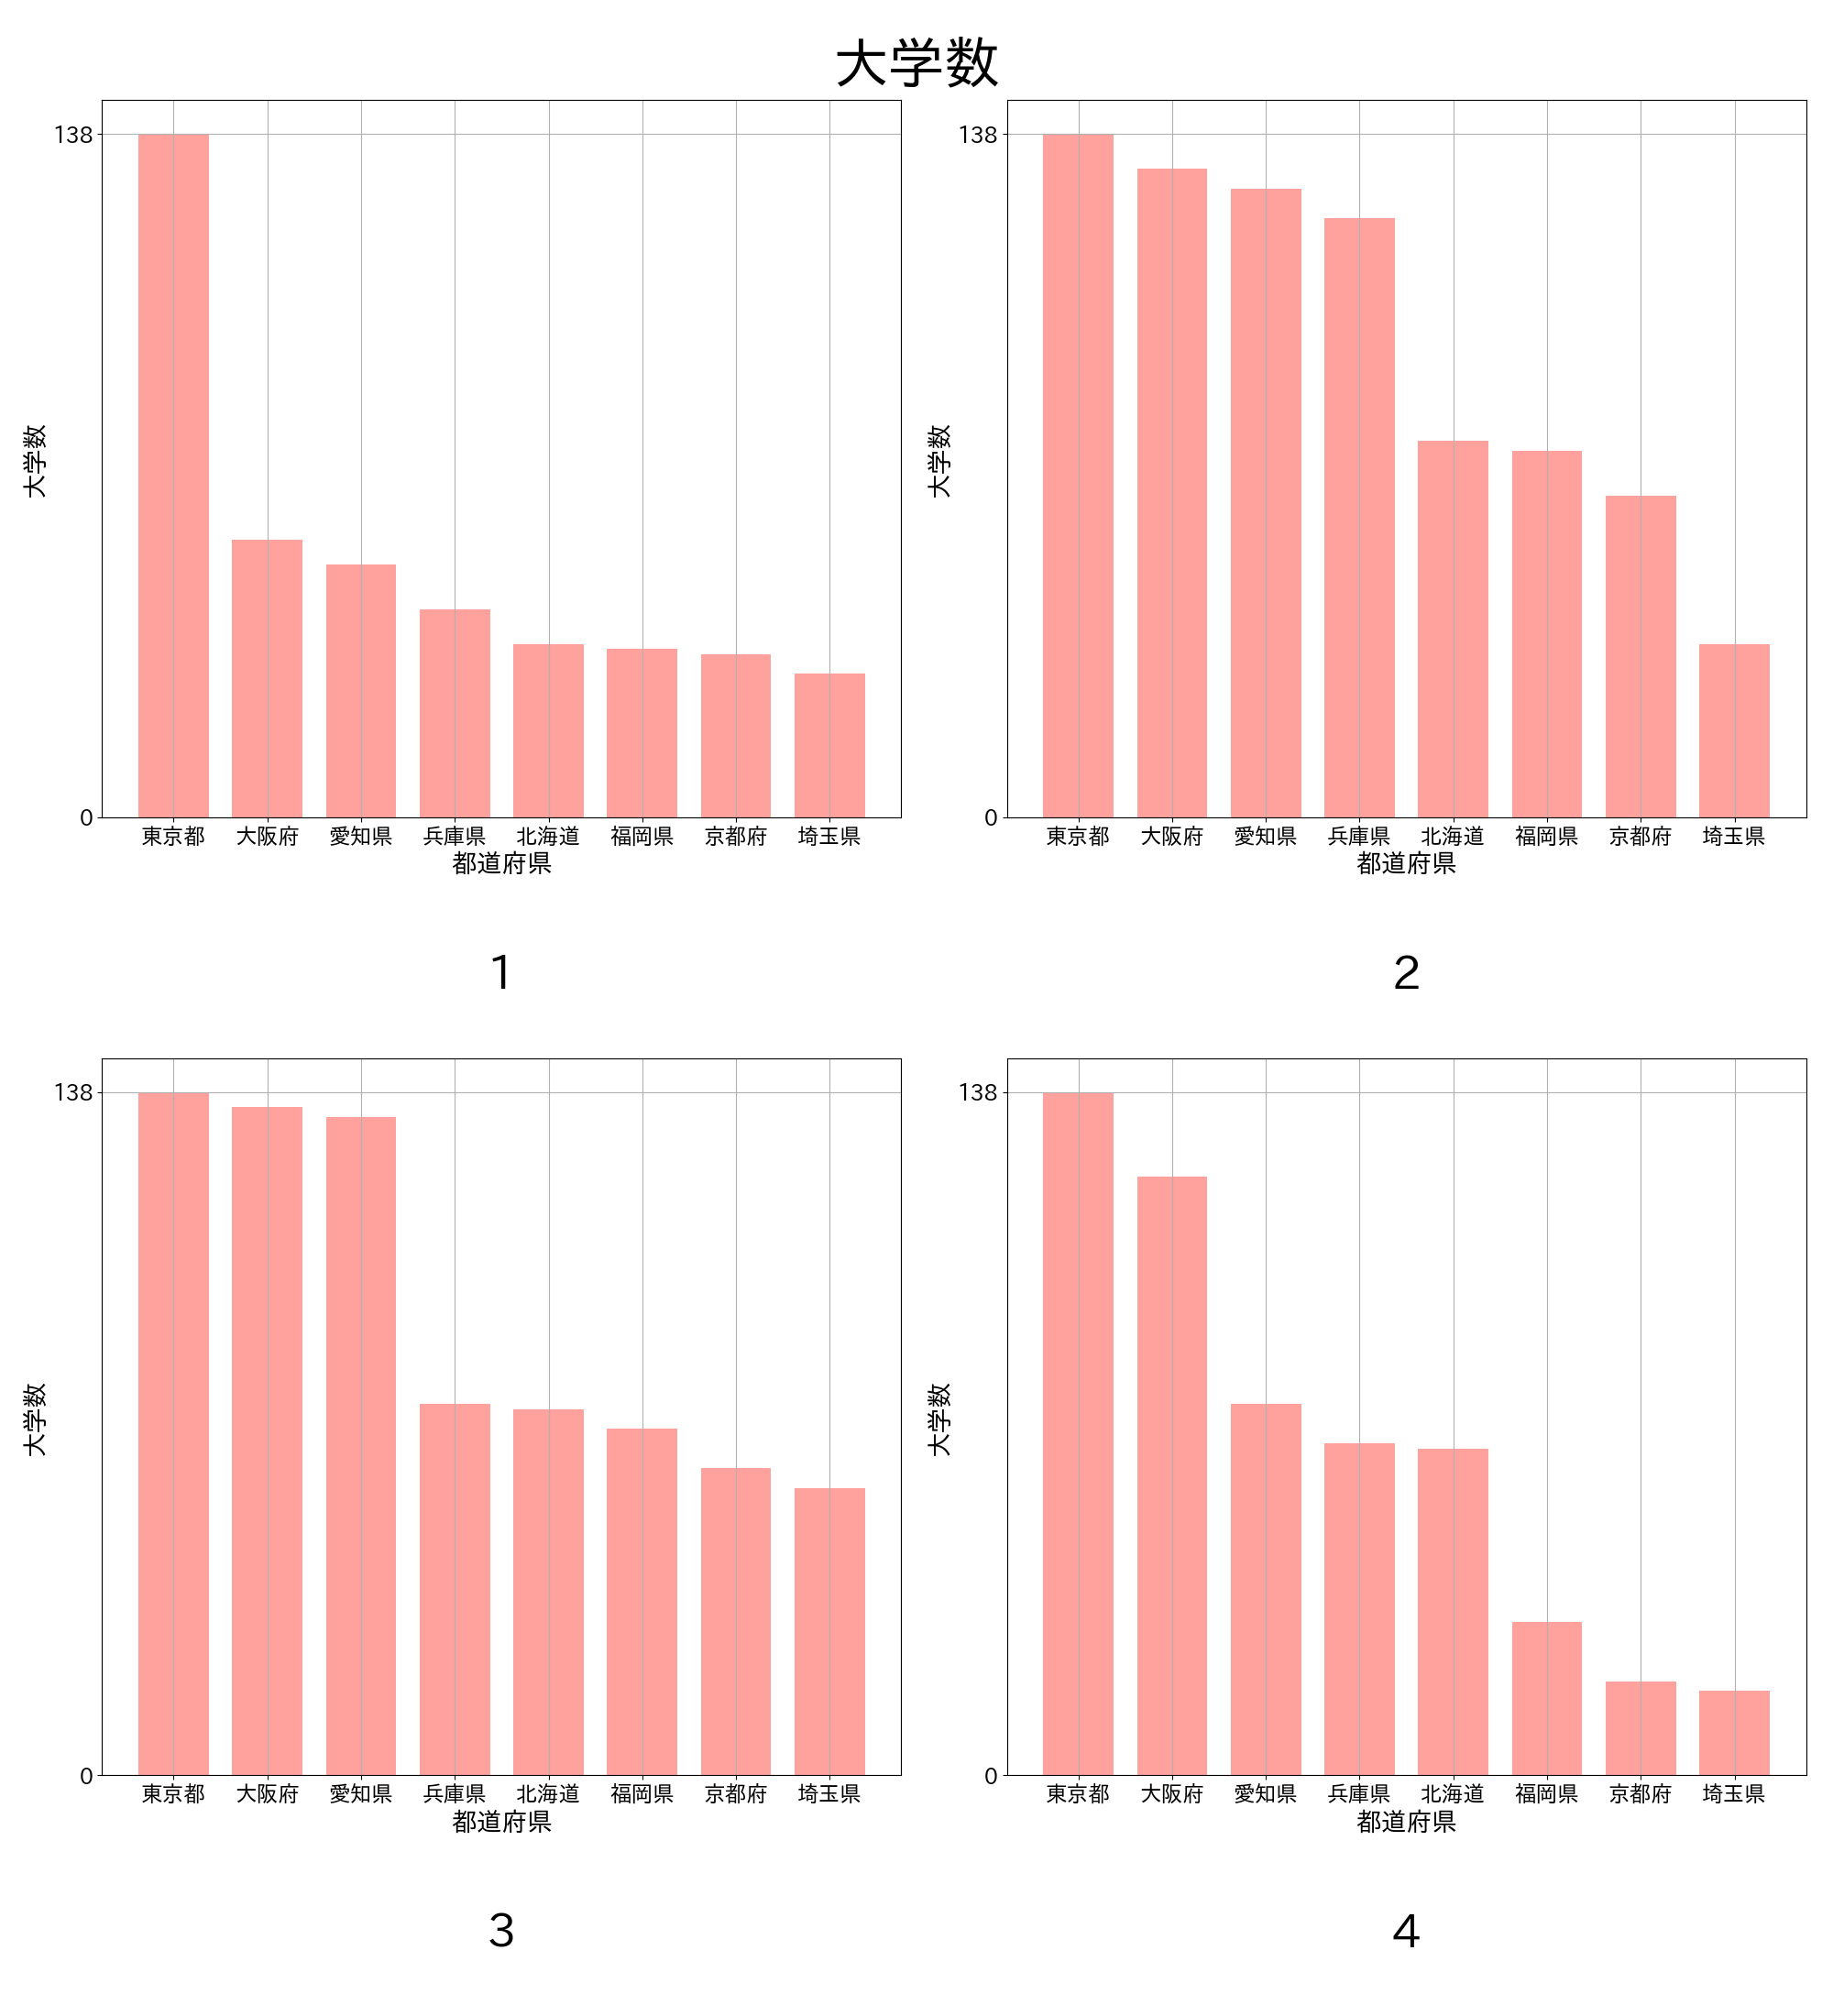 大学数
138
0
大学数
東京都 大阪府 愛知県 兵庫県 北海道 福岡県 京都府 埼玉県
都道府県
1
138
0
大学数
東京都 大阪府 愛知県 兵庫県 北海道 福岡県 京都府 埼玉県
都道府県
2
138
0
大学数
東京都 大阪府 愛知県 兵庫県 北海道 福岡県 京都府 埼玉県
都道府県
3
138
0
大学数
東京都 大阪府 愛知県 兵庫県 北海道 福岡県 京都府 埼玉県
都道府県
4